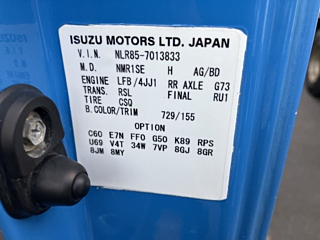 ISUZU MOTORS LTD. JAPAN
V.I.N. NLR85-7013833
M.D. NMR1SE H AG/BD
ENGINE LFB/4JJ1 RR AXLE G73
TRANS. RSL FINAL RU1
TIRE CSQ
B.COLOR/TRIM 729/155
OPTION
C60 E7N FF0 G50 K89 RPS
U69 V4T 34W 7VP 8GJ 8GR
8JM 8MY